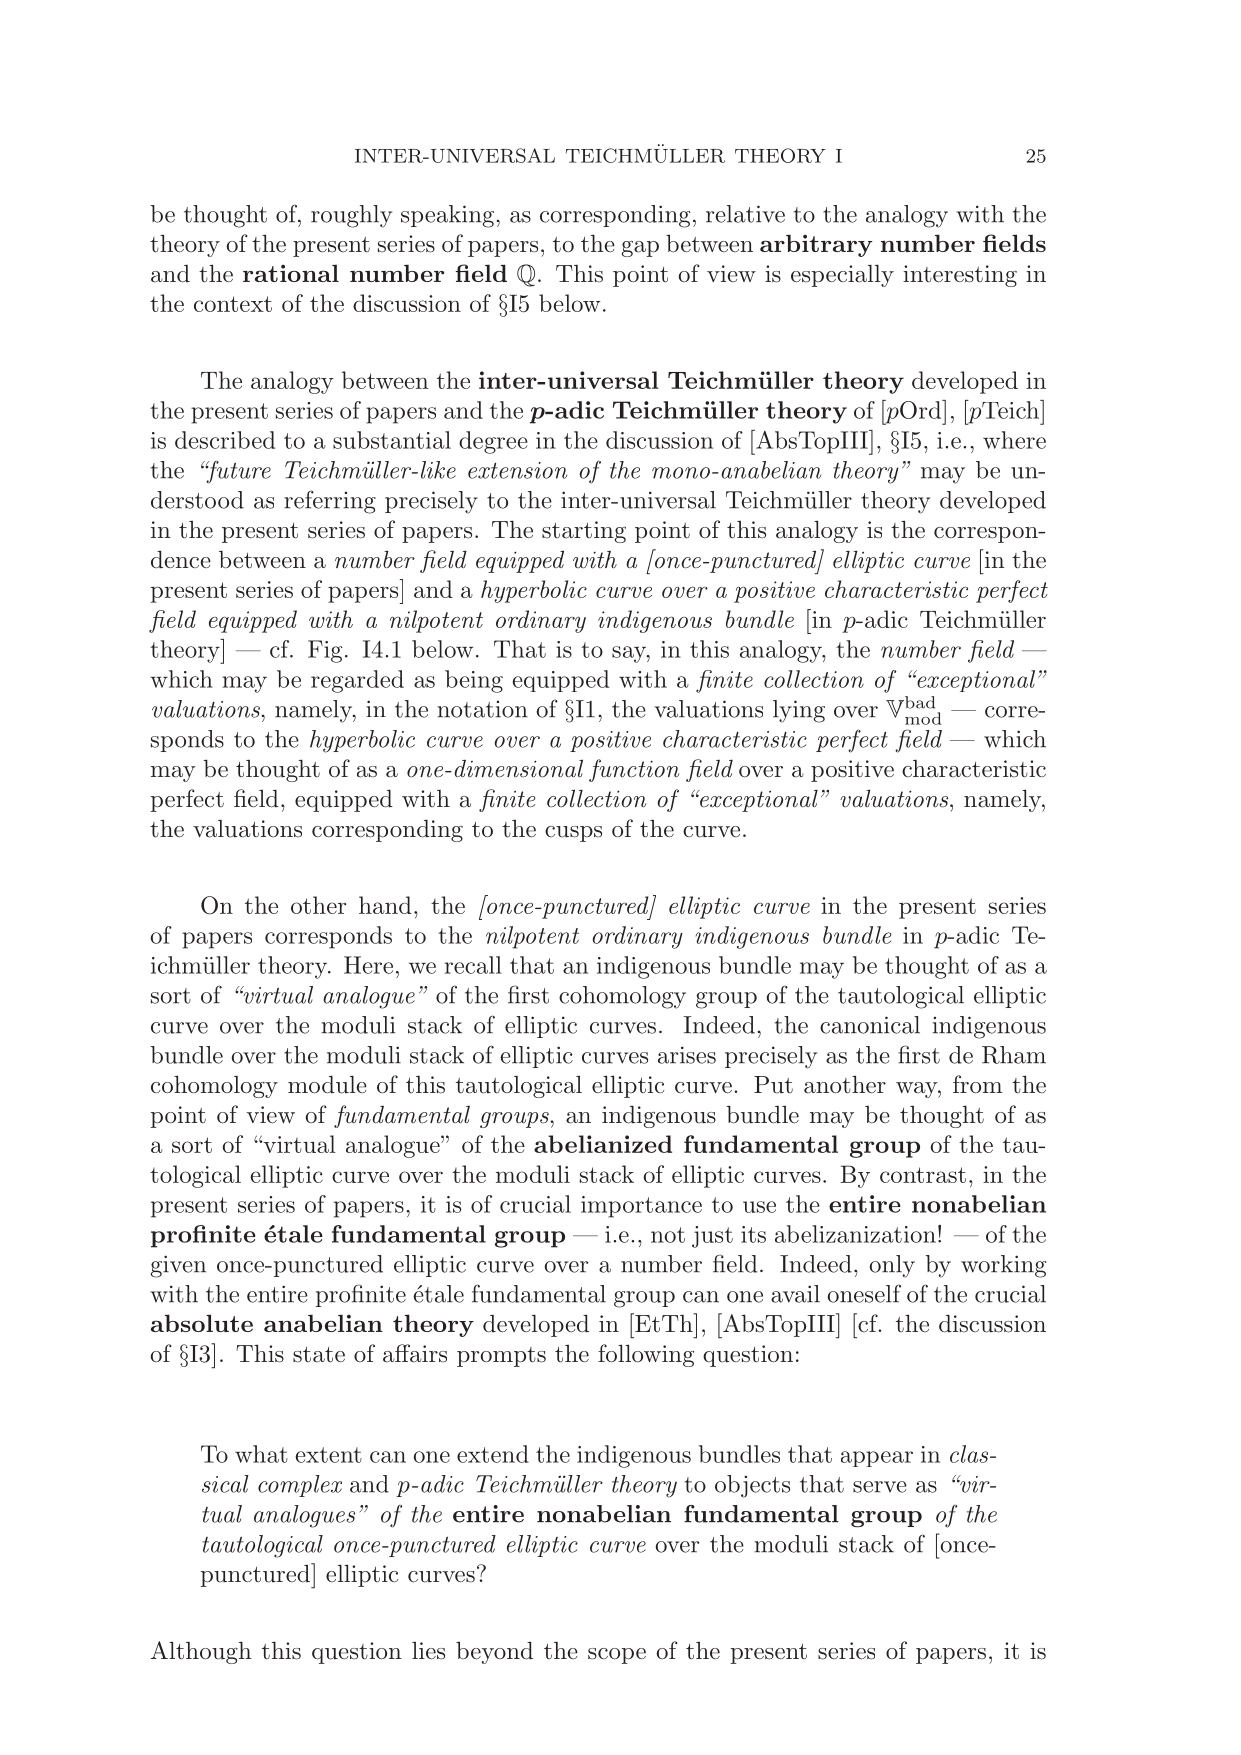 INTER-UNIVERSAL TEICHMÜLLER THEORY I 25
be thought of, roughly speaking, as corresponding, relative to the analogy with the
theory of the present series of papers, to the gap between arbitrary number fields
and the rational number field ℚ. This point of view is especially interesting in
the context of the discussion of §I5 below.
The analogy between the inter-universal Teichmüller theory developed in
the present series of papers and the p-adic Teichmüller theory of [pOrd], [pTeich]
is described to a substantial degree in the discussion of [AbsTopIII], §I5, i.e., where
the “future Teichmüller-like extension of the mono-anabelian theory” may be un-
derstood as referring precisely to the inter-universal Teichmüller theory developed
in the present series of papers. The starting point of this analogy is the correspon-
dence between a number field equipped with a [once-punctured] elliptic curve [in the
present series of papers] and a hyperbolic curve over a positive characteristic perfect
field equipped with a nilpotent ordinary indigenous bundle [in p-adic Teichmüller
theory] — cf. Fig. I4.1 below. That is to say, in this analogy, the number field —
which may be regarded as being equipped with a finite collection of “exceptional”
valuations, namely, in the notation of §I1, the valuations lying over 𝕍^bad_mod — corre-
sponds to the hyperbolic curve over a positive characteristic perfect field — which
may be thought of as a one-dimensional function field over a positive characteristic
perfect field, equipped with a finite collection of “exceptional” valuations, namely,
the valuations corresponding to the cusps of the curve.
On the other hand, the [once-punctured] elliptic curve in the present series
of papers corresponds to the nilpotent ordinary indigenous bundle in p-adic Te-
ichmüller theory. Here, we recall that an indigenous bundle may be thought of as a
sort of “virtual analogue” of the first cohomology group of the tautological elliptic
curve over the moduli stack of elliptic curves. Indeed, the canonical indigenous
bundle over the moduli stack of elliptic curves arises precisely as the first de Rham
cohomology module of this tautological elliptic curve. Put another way, from the
point of view of fundamental groups, an indigenous bundle may be thought of as
a sort of “virtual analogue” of the abelianized fundamental group of the tau-
tological elliptic curve over the moduli stack of elliptic curves. By contrast, in the
present series of papers, it is of crucial importance to use the entire nonabelian
profinite étale fundamental group — i.e., not just its abelizanization! — of the
given once-punctured elliptic curve over a number field. Indeed, only by working
with the entire profinite étale fundamental group can one avail oneself of the crucial
absolute anabelian theory developed in [EtTh], [AbsTopIII] [cf. the discussion
of §I3]. This state of affairs prompts the following question:
To what extent can one extend the indigenous bundles that appear in clas-
sical complex and p-adic Teichmüller theory to objects that serve as “vir-
tual analogues” of the entire nonabelian fundamental group of the
tautological once-punctured elliptic curve over the moduli stack of [once-
punctured] elliptic curves?
Although this question lies beyond the scope of the present series of papers, it is